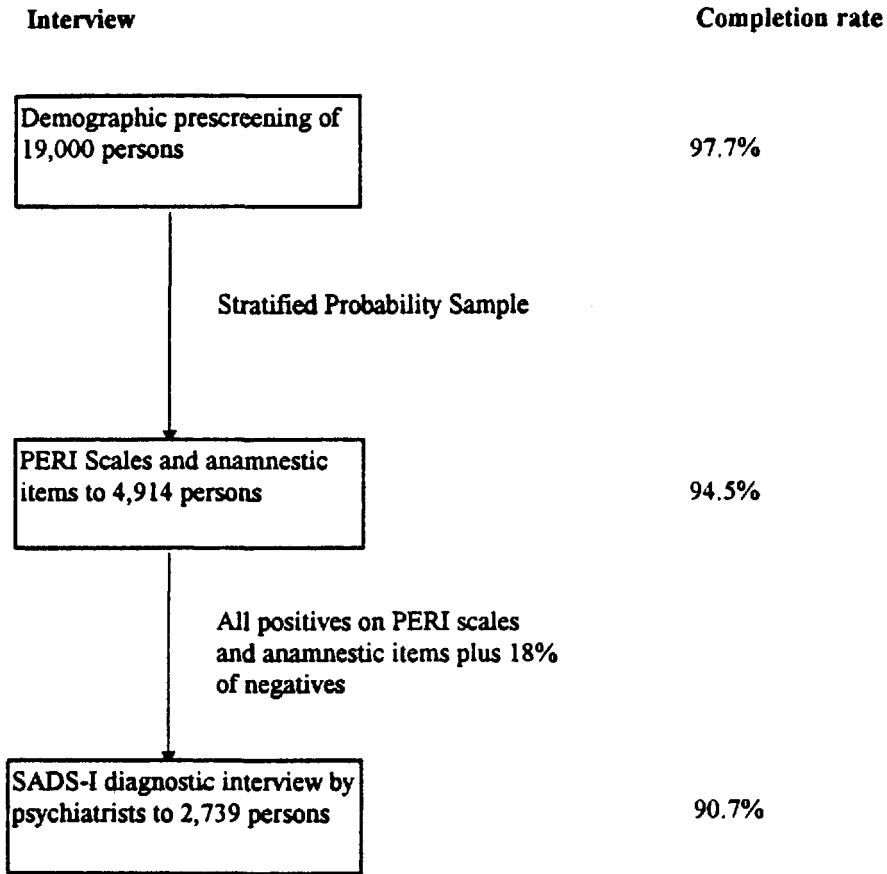 Interview
Completion rate
Demographic prescreening of
19,000 persons
97.7%
Stratified Probability Sample
PERI Scales and anamnestic
items to 4,914 persons
94.5%
All positives on PERI scales
and anamnestic items plus 18%
of negatives
SADS-I diagnostic interview by
psychiatrists to 2,739 persons
90.7%